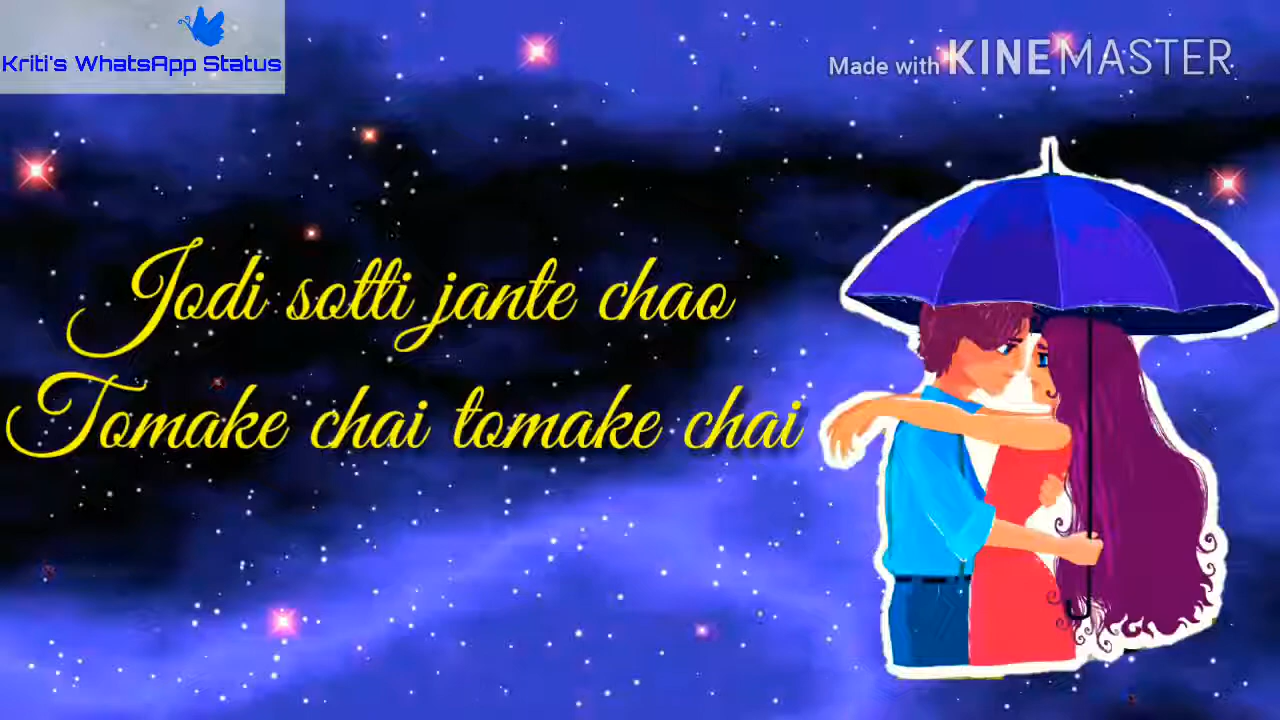 Kriti's WhatsApp Status
Made with KINEMASTER
Jodi sotti jante chao
Tomake chai tomake chai